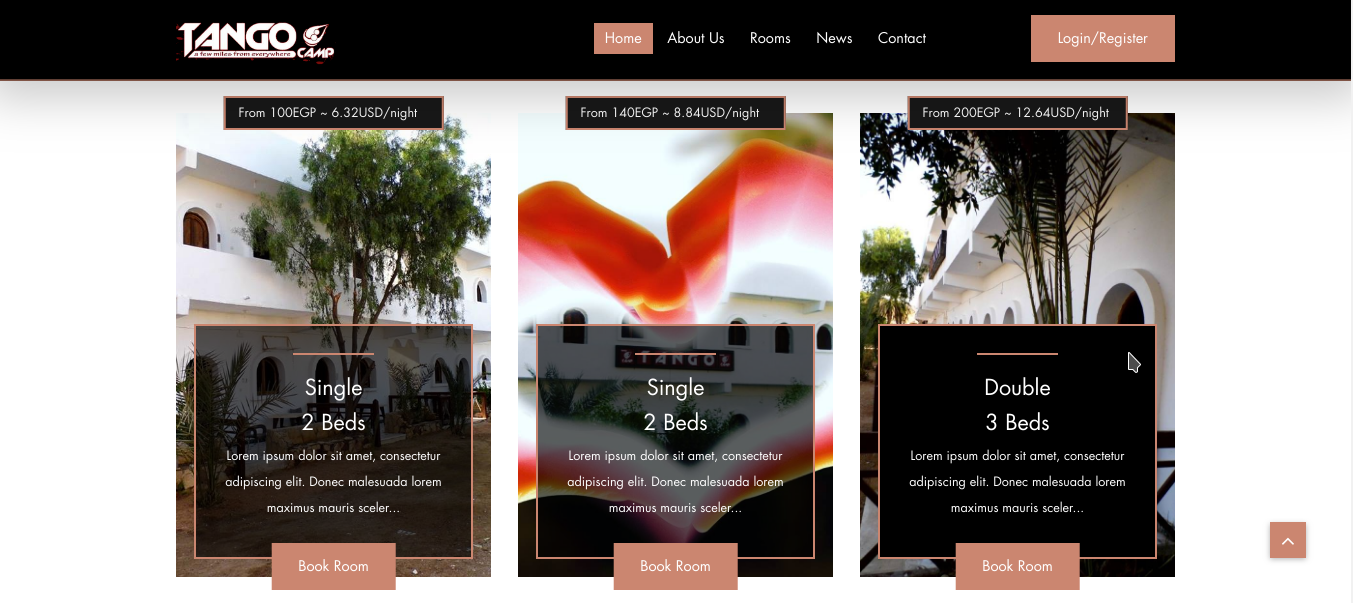 TANGO
a few miles from everywhere CAMP
Home About Us Rooms News Contact Login/Register
From 100EGP ~ 6.32USD/night
From 140EGP ~ 8.84USD/night
From 200EGP ~ 12.64USD/night
TANGO
Single
2 Beds
Lorem ipsum dolor sit amet, consectetur
adipiscing elit. Donec malesuada lorem
maximus mauris sceler...
Book Room
Single
2 Beds
Lorem ipsum dolor sit amet, consectetur
adipiscing elit. Donec malesuada lorem
maximus mauris sceler...
Book Room
Double
3 Beds
Lorem ipsum dolor sit amet, consectetur
adipiscing elit. Donec malesuada lorem
maximus mauris sceler...
Book Room